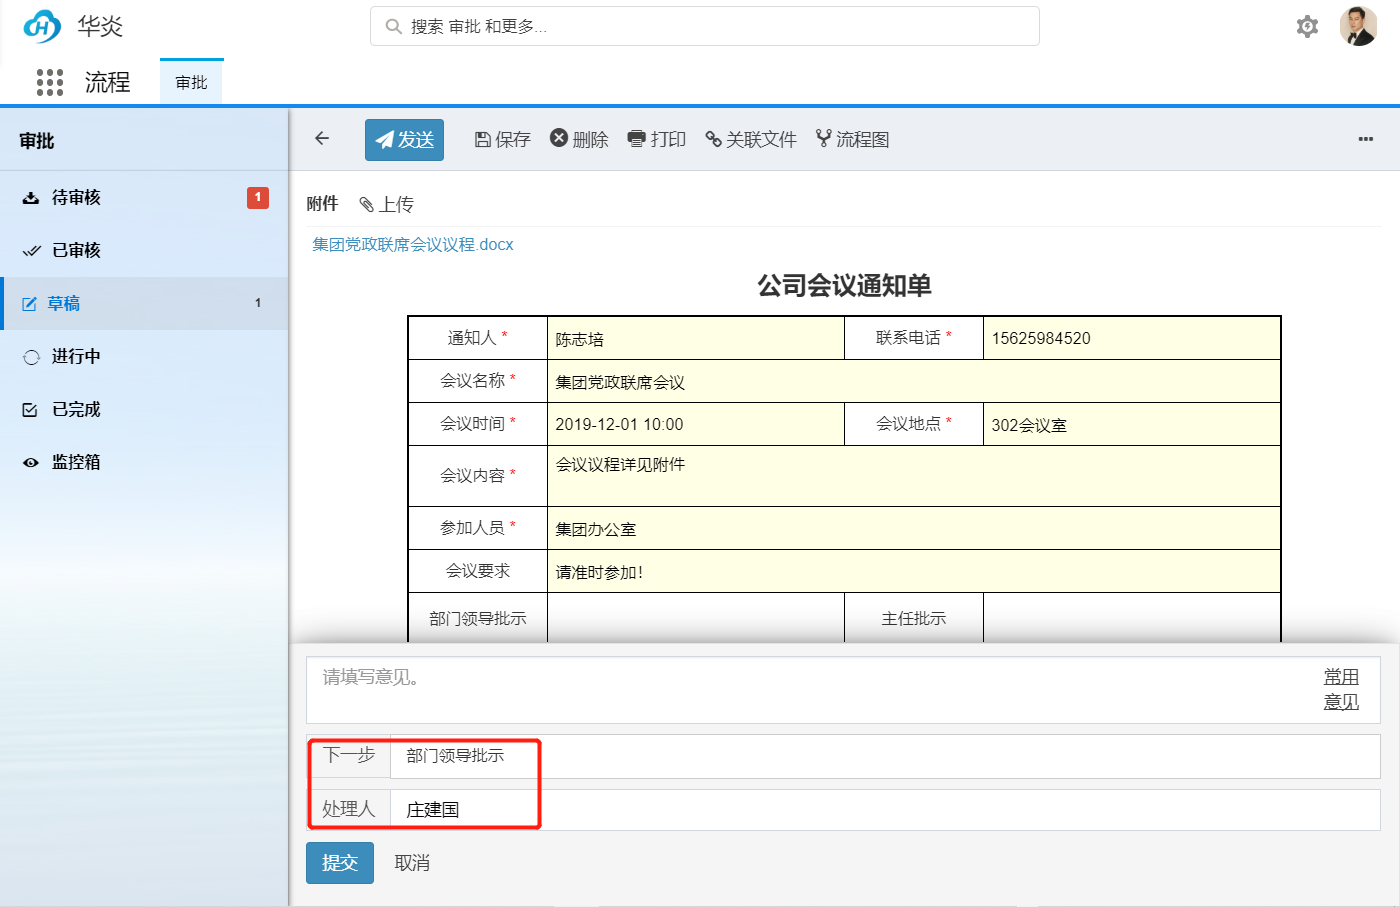 华炎
搜索 审批 和更多...
流程
审批
审批
待审核
1
已审核
草稿
1
进行中
已完成
监控箱
发送
保存
删除
打印
关联文件
流程图
附件
上传
集团党政联席会议议程.docx
公司会议通知单
通知人 *
陈志培
联系电话 *
15625984520
会议名称 *
集团党政联席会议
会议时间 *
2019-12-01 10:00
会议地点 *
302会议室
会议内容 *
会议议程详见附件
参加人员 *
集团办公室
会议要求
请准时参加!
部门领导批示
主任批示
请填写意见。
常用
意见
下一步
部门领导批示
处理人
庄建国
提交
取消